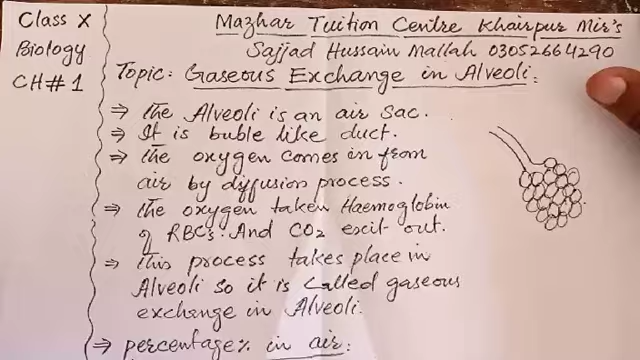 Class X
Biology
CH# 1
Mazhar Tuition Centre Khairpur Mir's
Sajjad Hussain Mallah 03052664290
Topic: Gaseous Exchange in Alveoli:
⇒ The Alveoli is an air Sac.
⇒ It is buble like duct.
⇒ The oxygen comes in from
air by diffusion process.
⇒ The oxygen taken Haemoglobin
of RBCs. And CO₂ exit out.
⇒ This process takes place in
Alveoli so it is called gaseous
exchange in Alveoli.
⇒ percentage% in air: